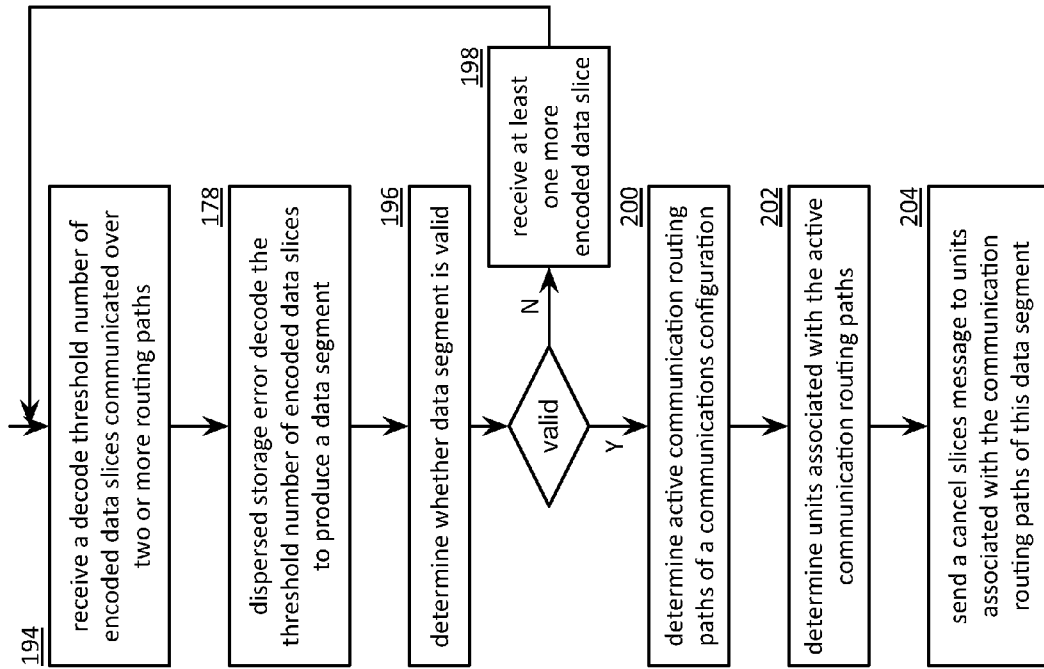 194
receive a decode threshold number of
encoded data slices communicated over
two or more routing paths
178
dispersed storage error decode the
threshold number of encoded data slices
to produce a data segment
196
determine whether data segment is valid
valid
N
Y
198
receive at least
one more
encoded data slice
200
determine active communication routing
paths of a communications configuration
202
determine units associated with the active
communication routing paths
204
send a cancel slices message to units
associated with the communication
routing paths of this data segment